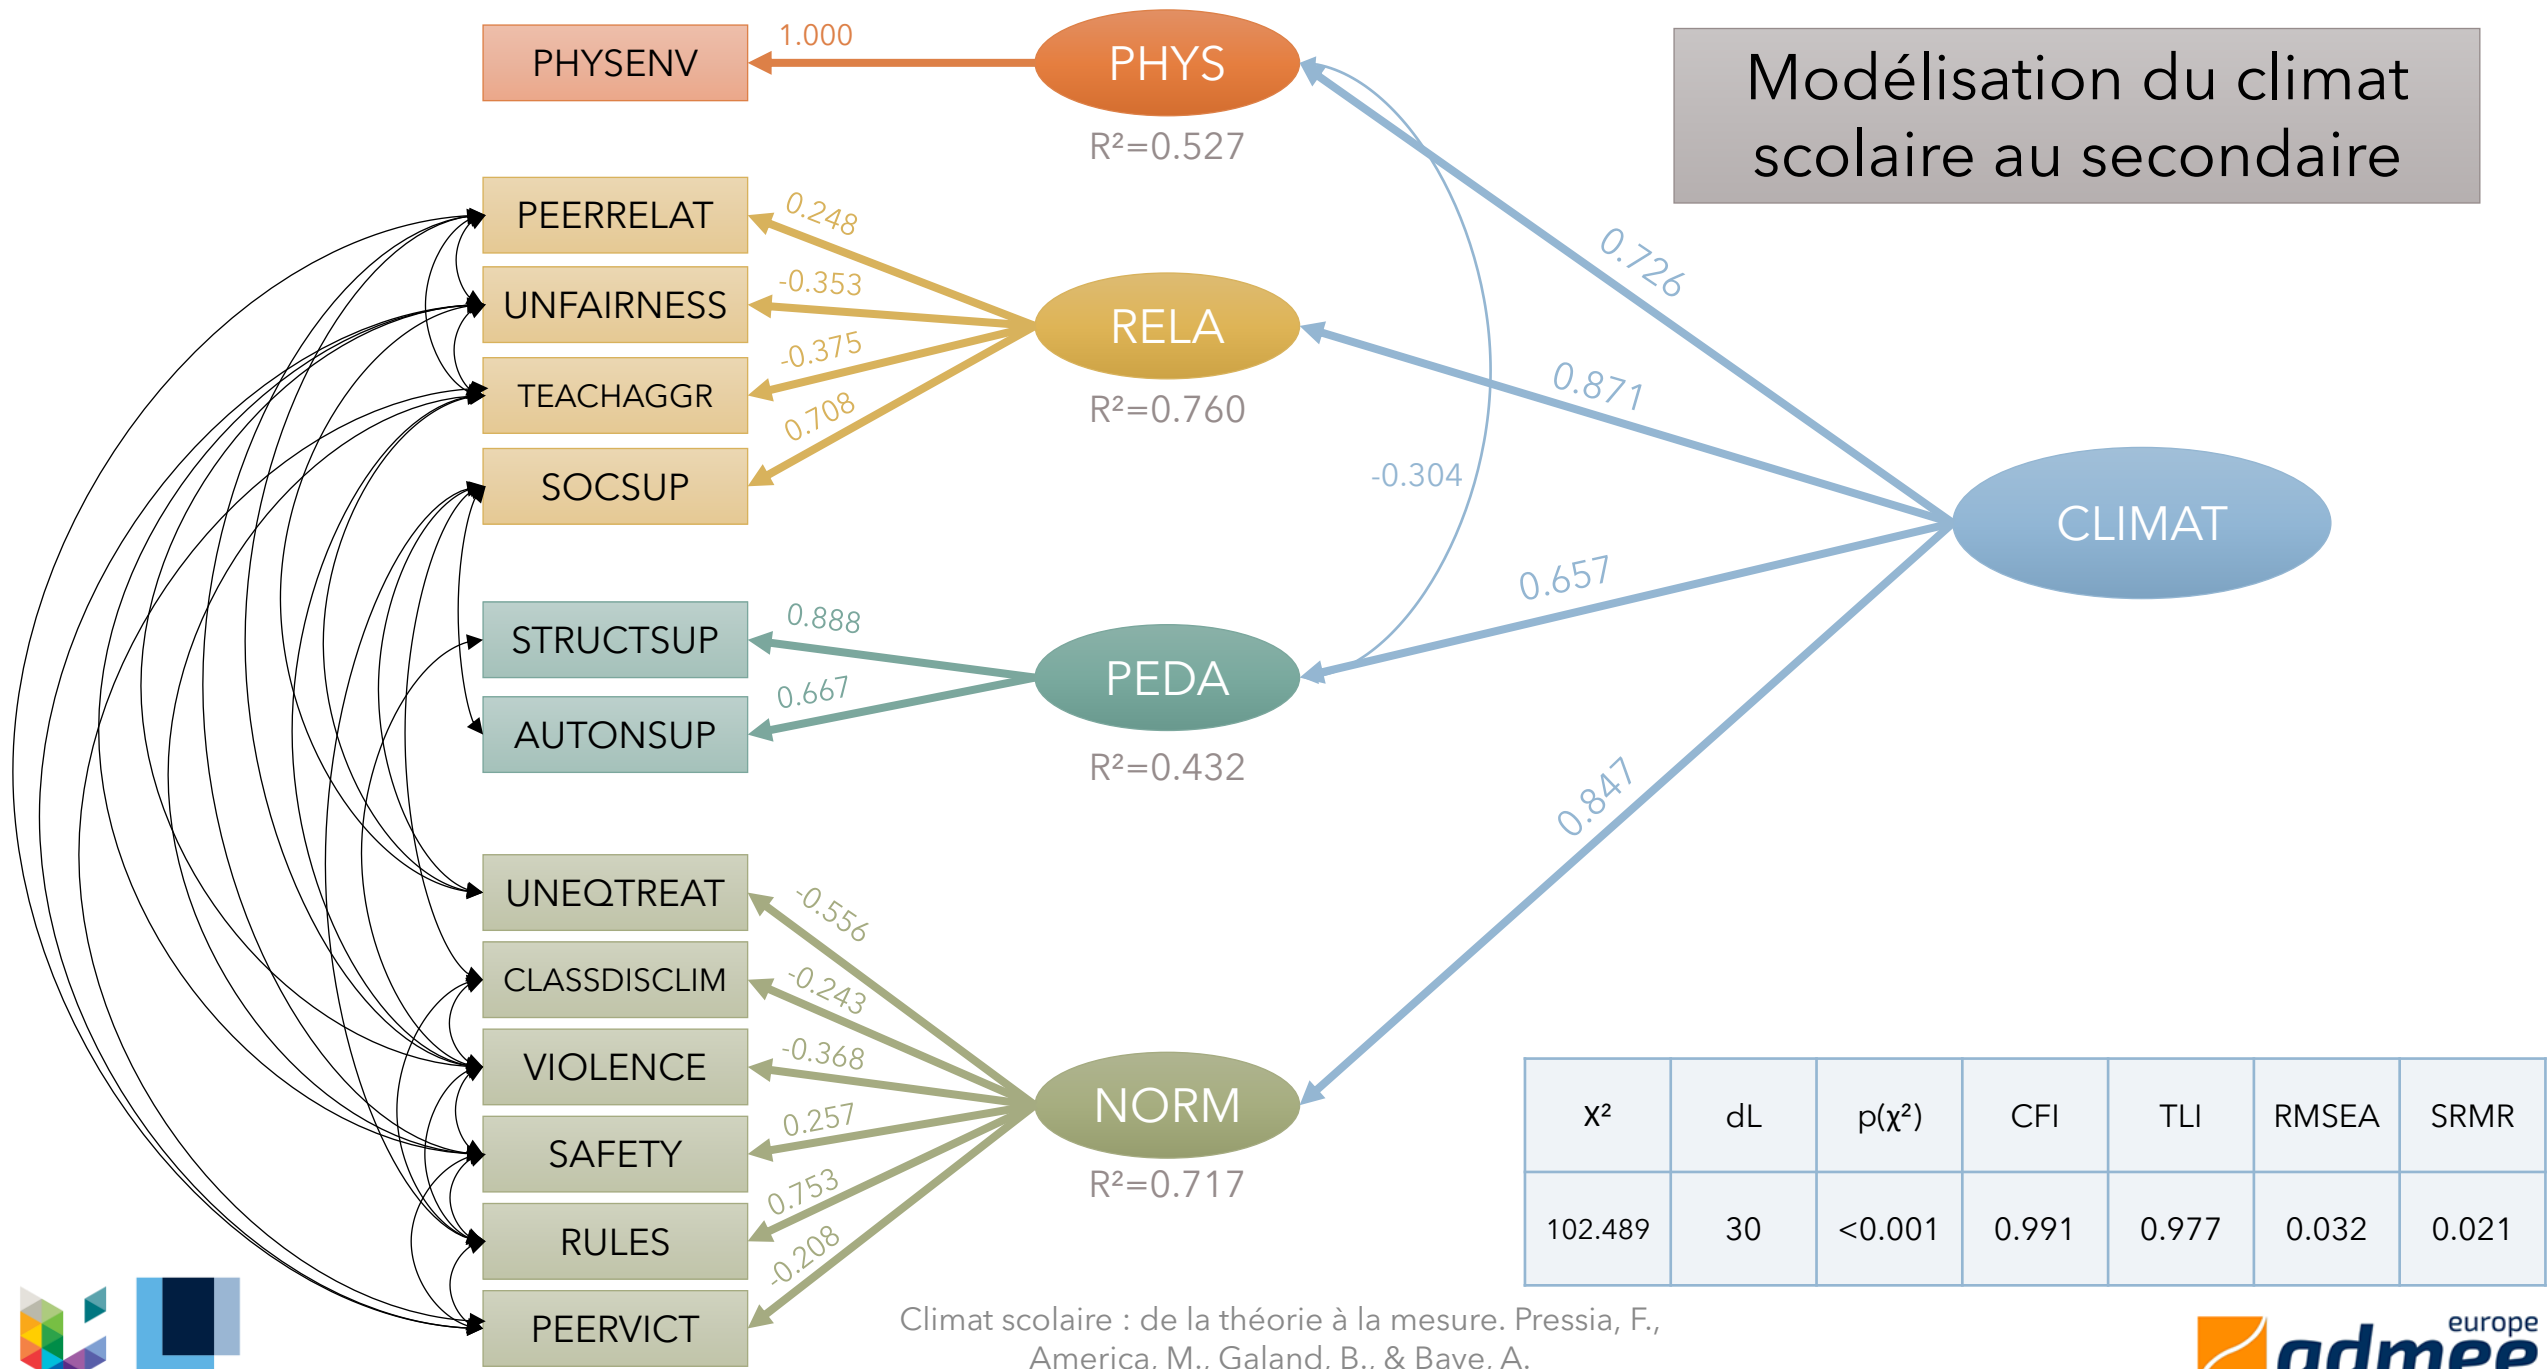 Modélisation du climat
scolaire au secondaire
PHYSENV
1.000
PHYS
R²=0.527
PEERRELAT
UNFAIRNESS
TEACHAGGR
SOCSUP
0.248
-0.353
-0.375
0.708
RELA
R²=0.760
STRUCTSUP
AUTONSUP
0.888
0.667
PEDA
R²=0.432
UNEQTREAT
CLASSDISCLIM
VIOLENCE
SAFETY
RULES
PEERVICT
-0.556
-0.243
-0.368
0.257
0.753
-0.208
NORM
R²=0.717
0.726
0.871
-0.304
0.657
0.847
CLIMAT
X² dL p(χ²) CFI TLI RMSEA SRMR
102.489 30 <0.001 0.991 0.977 0.032 0.021
Climat scolaire : de la théorie à la mesure. Pressia, F.,
America, M., Galand, B., & Baye, A.
europe
admee